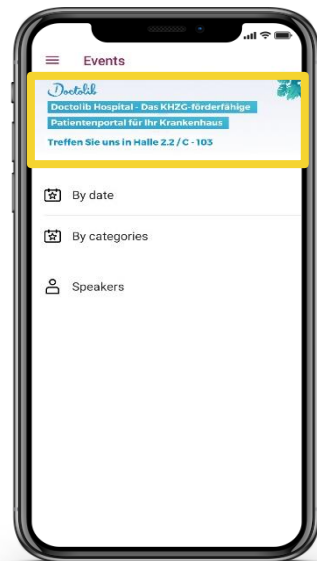 Events
Doctolib
Doctolib Hospital - Das KHZG-förderfähige
Patientenportal für Ihr Krankenhaus
Treffen Sie uns in Halle 2.2 / C - 103
By date
By categories
Speakers